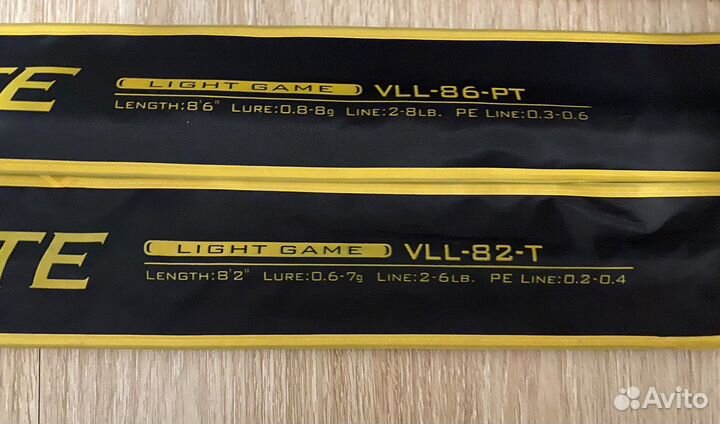 TE
LIGHT GAME VLL-86-PT
LENGTH:8'6" LURE:0.8-8g LINE:2-8LB. PE LINE:0.3-0.6
TE
LIGHT GAME VLL-82-T
LENGTH:8'2" LURE:0.6-7g LINE:2-6LB. PE LINE:0.2-0.4
Avito